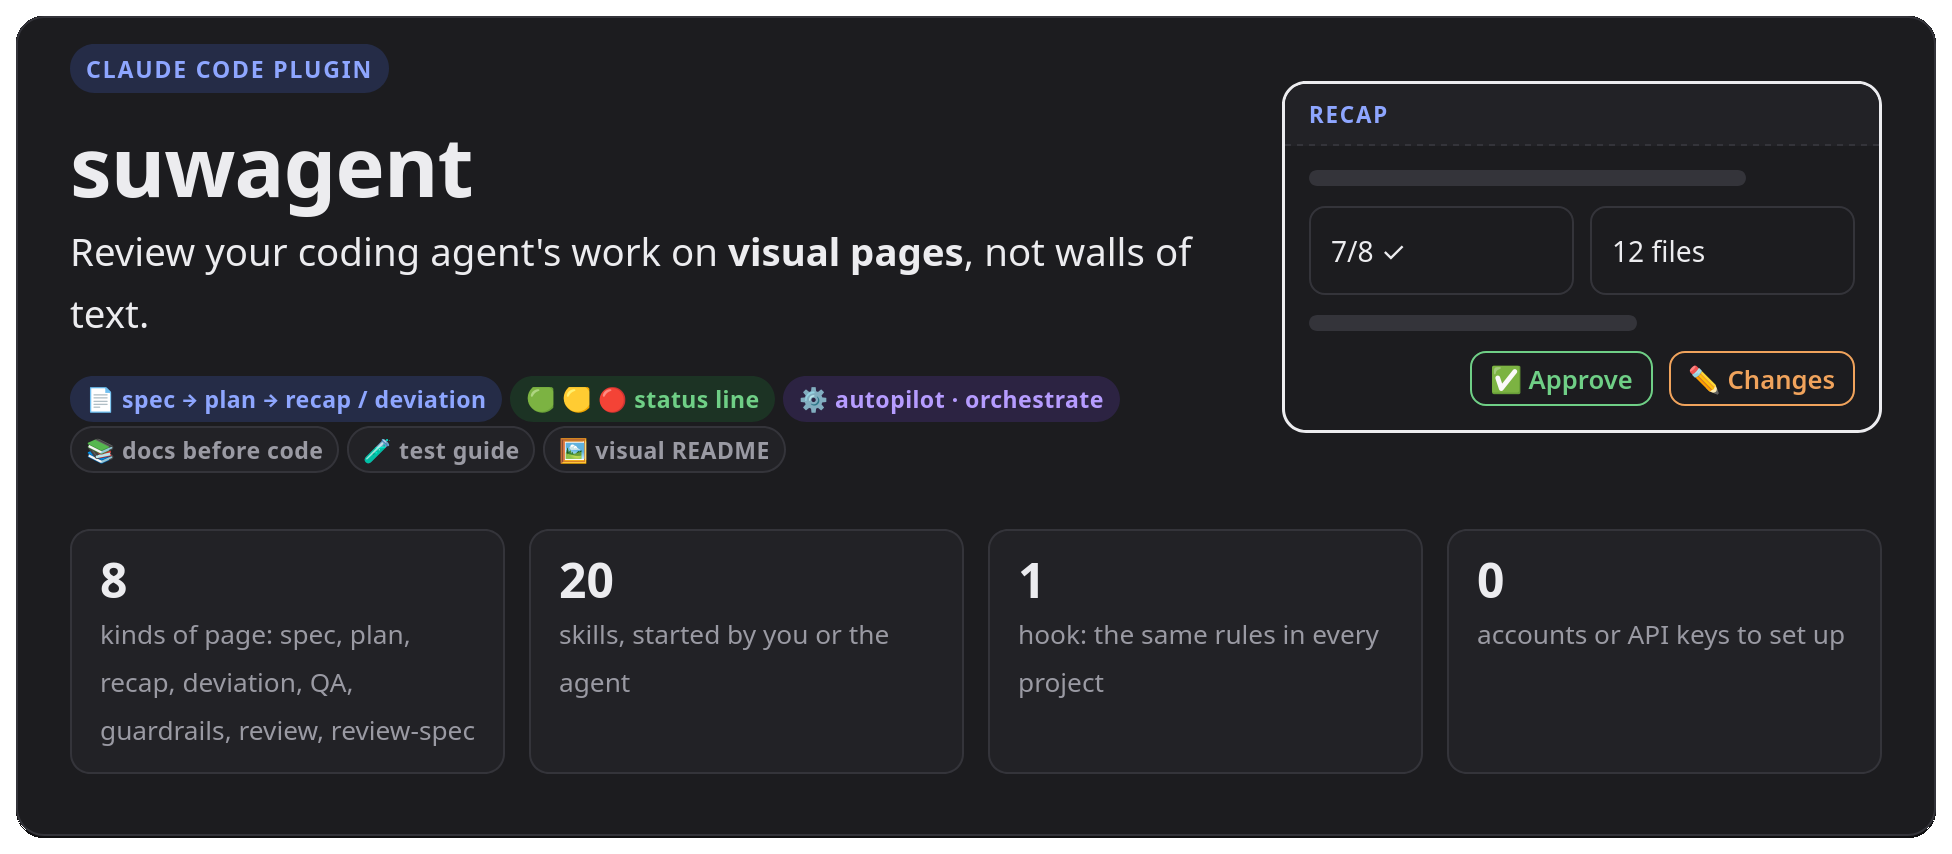 CLAUDE CODE PLUGIN
suwagent
Review your coding agent's work on visual pages, not walls of
text.
📄 spec → plan → recap / deviation
🟢 🟡 🔴 status line
⚙️ autopilot · orchestrate
📚 docs before code
🧪 test guide
🖼️ visual README
RECAP
7/8 ✓
12 files
✅ Approve
✏️ Changes
8
kinds of page: spec, plan,
recap, deviation, QA,
guardrails, review, review-spec
20
skills, started by you or the
agent
1
hook: the same rules in every
project
0
accounts or API keys to set up